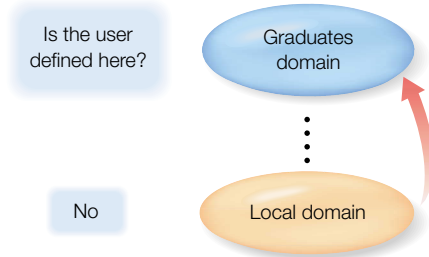 Is the user
defined here?
Graduates
domain
No
Local domain